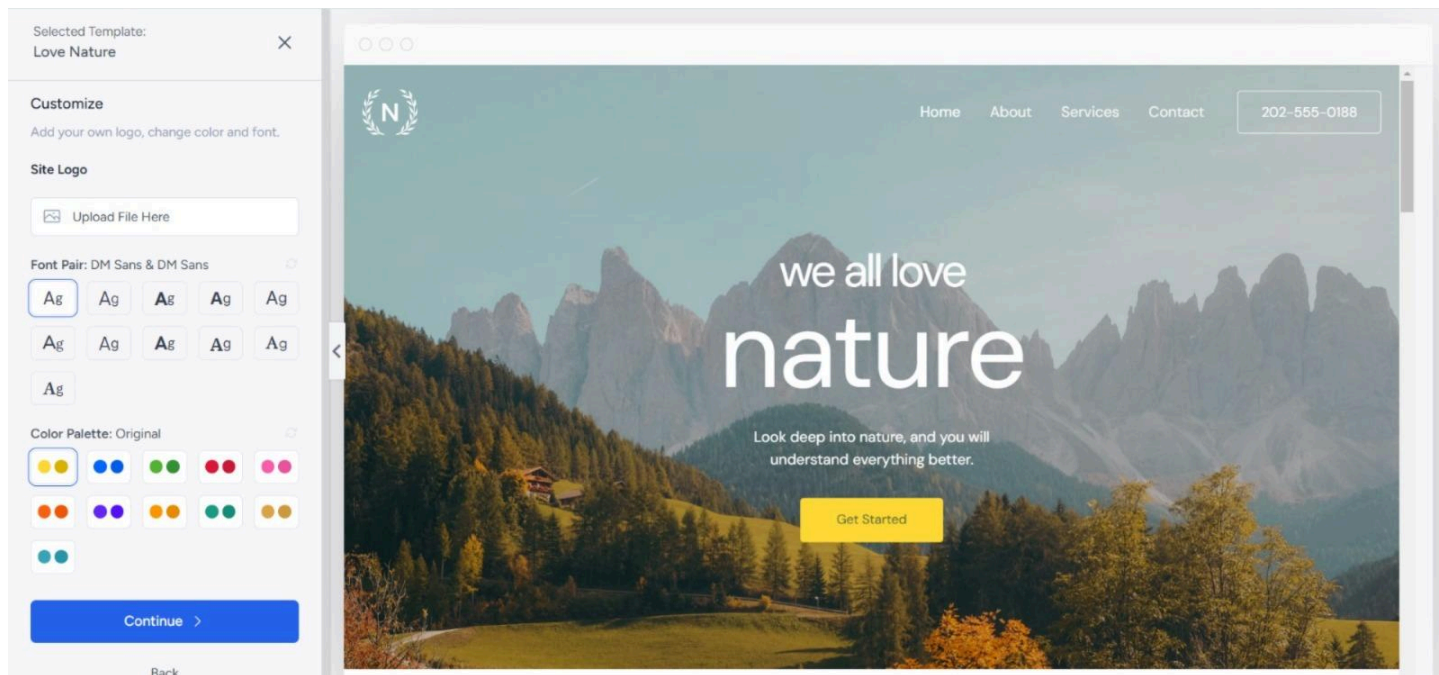 Selected Template:
Love Nature
Customize
Add your own logo, change color and font.
Site Logo
Upload File Here
Font Pair: DM Sans & DM Sans
Ag Ag Ag Ag Ag
Ag Ag Ag Ag Ag
Ag
Color Palette: Original
Continue
Back
N
Home About Services Contact 202-555-0188
we all love
nature
Look deep into nature, and you will
understand everything better.
Get Started